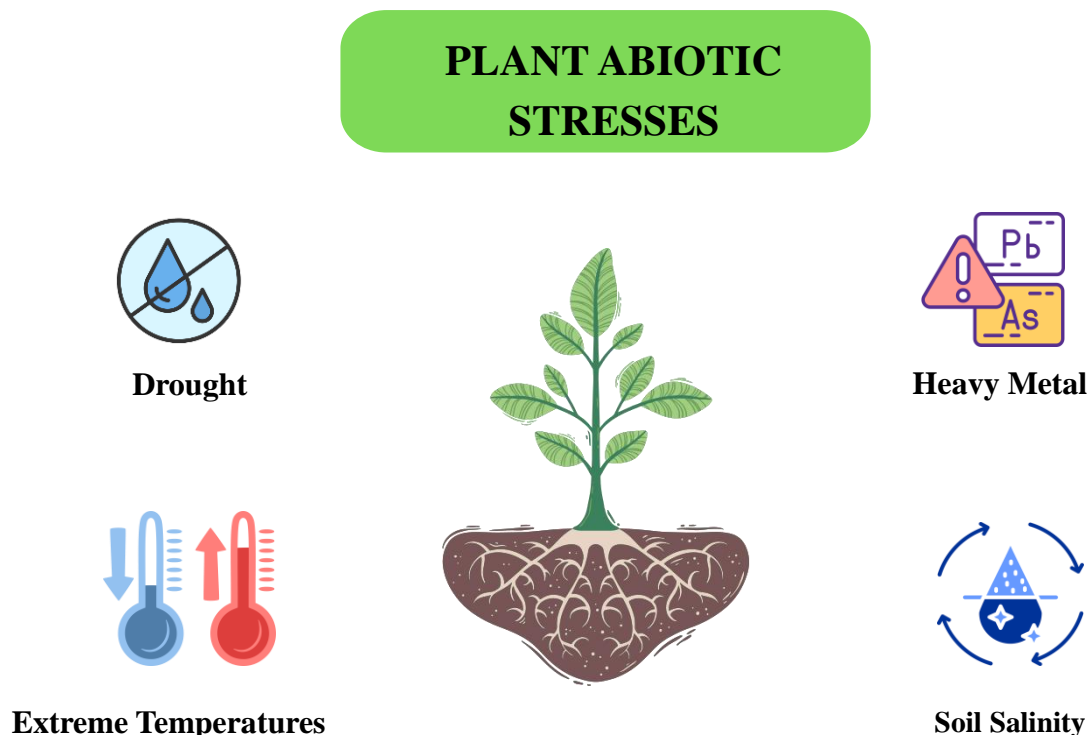 PLANT ABIOTIC
STRESSES
Pb
As
Drought
Heavy Metal
Extreme Temperatures
Soil Salinity